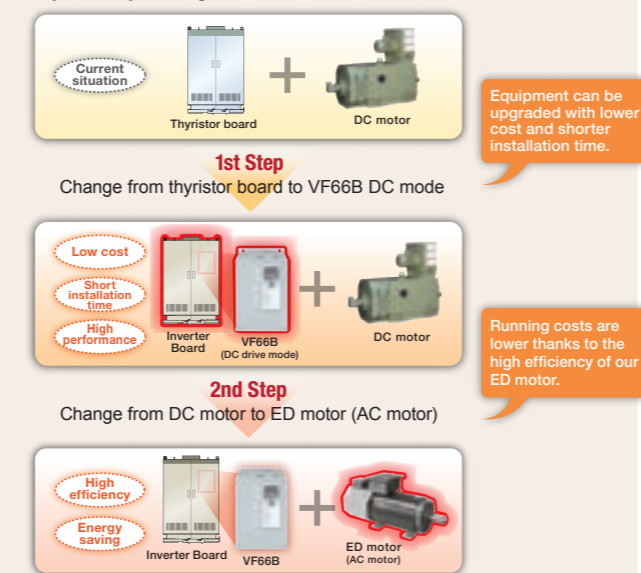 Current
situation
Thyristor board
DC motor
Equipment can be
upgraded with lower
cost and shorter
installation time.
1st Step
Change from thyristor board to VF66B DC mode
Low cost
Short
installation
time
High
performance
Inverter
Board
VF66B
(DC drive mode)
DC motor
Running costs are
lower thanks to the
high efficiency of our
ED motor.
2nd Step
Change from DC motor to ED motor (AC motor)
High
efficiency
Energy
saving
Inverter Board
VF66B
ED motor
(AC motor)